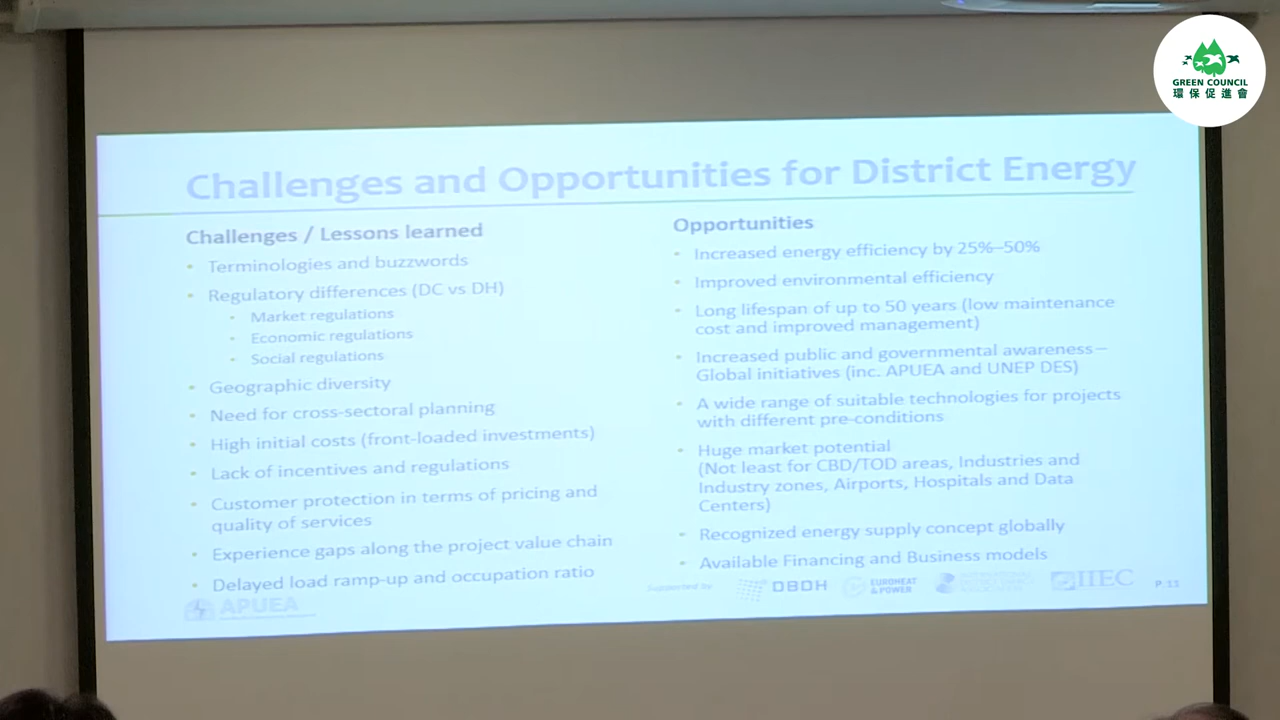 GREEN COUNCIL
環保促進會
Challenges and Opportunities for District Energy
Challenges / Lessons learned
• Terminologies and buzzwords
• Regulatory differences (DC vs DH)
• Market regulations
• Economic regulations
• Social regulations
• Geographic diversity
• Need for cross-sectoral planning
• High initial costs (front-loaded investments)
• Lack of incentives and regulations
• Customer protection in terms of pricing and
quality of services
• Experience gaps along the project value chain
• Delayed load ramp-up and occupation ratio
Opportunities
• Increased energy efficiency by 25%–50%
• Improved environmental efficiency
• Long lifespan of up to 50 years (low maintenance
cost and improved management)
• Increased public and governmental awareness –
Global initiatives (inc. APUEA and UNEP DES)
• A wide range of suitable technologies for projects
with different pre-conditions
• Huge market potential
(Not least for CBD/TOD areas, Industries and
Industry zones, Airports, Hospitals and Data
Centers)
• Recognized energy supply concept globally
• Available Financing and Business models
APUEA
Supported by
DBDH
EUROHEAT
& POWER
IIEC
P 11